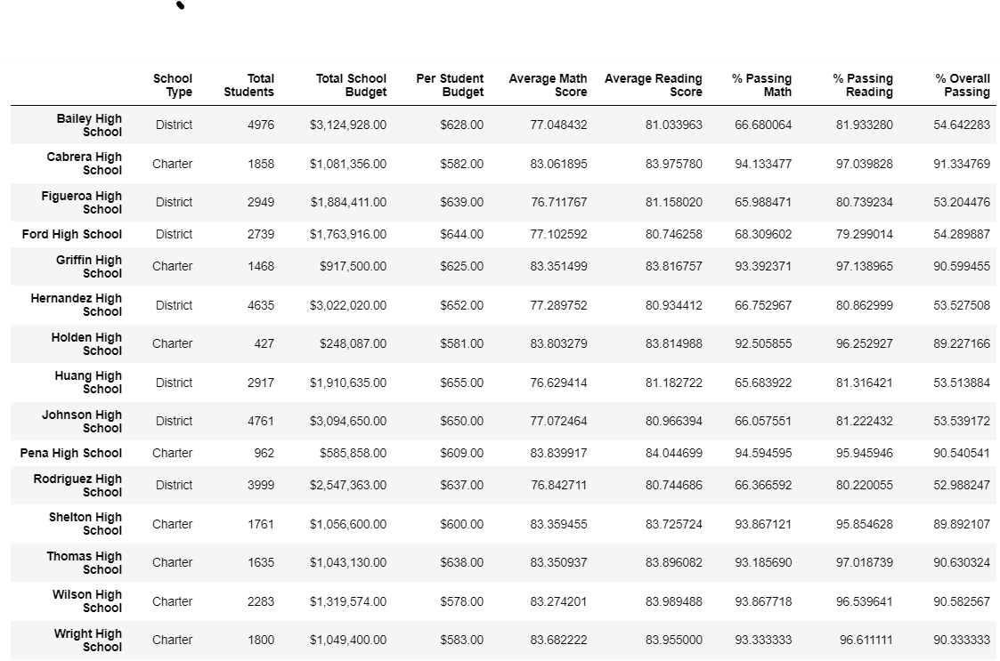 School Type Total Students Total School Budget Per Student Budget Average Math Score Average Reading Score % Passing Math % Passing Reading % Overall Passing
Bailey High School District 4976 $3,124,928.00 $628.00 77.048432 81.033963 66.680064 81.933280 54.642283
Cabrera High School Charter 1858 $1,081,356.00 $582.00 83.061895 83.975780 94.133477 97.039828 91.334769
Figueroa High School District 2949 $1,884,411.00 $639.00 76.711767 81.158020 65.988471 80.739234 53.204476
Ford High School District 2739 $1,763,916.00 $644.00 77.102592 80.746258 68.309602 79.299014 54.289887
Griffin High School Charter 1468 $917,500.00 $625.00 83.351499 83.816757 93.392371 97.138965 90.599455
Hernandez High School District 4635 $3,022,020.00 $652.00 77.289752 80.934412 66.752967 80.862999 53.527508
Holden High School Charter 427 $248,087.00 $581.00 83.803279 83.814988 92.505855 96.252927 89.227166
Huang High School District 2917 $1,910,635.00 $655.00 76.629414 81.182722 65.683922 81.316421 53.513884
Johnson High School District 4761 $3,094,650.00 $650.00 77.072464 80.966394 66.057551 81.222432 53.539172
Pena High School Charter 962 $585,858.00 $609.00 83.839917 84.044699 94.594595 95.945946 90.540541
Rodriguez High School District 3999 $2,547,363.00 $637.00 76.842711 80.744686 66.366592 80.220055 52.988247
Shelton High School Charter 1761 $1,056,600.00 $600.00 83.359455 83.725724 93.867121 95.854628 89.892107
Thomas High School Charter 1635 $1,043,130.00 $638.00 83.350937 83.896082 93.185690 97.018739 90.630324
Wilson High School Charter 2283 $1,319,574.00 $578.00 83.274201 83.989488 93.867718 96.539641 90.582567
Wright High School Charter 1800 $1,049,400.00 $583.00 83.682222 83.955000 93.333333 96.611111 90.333333